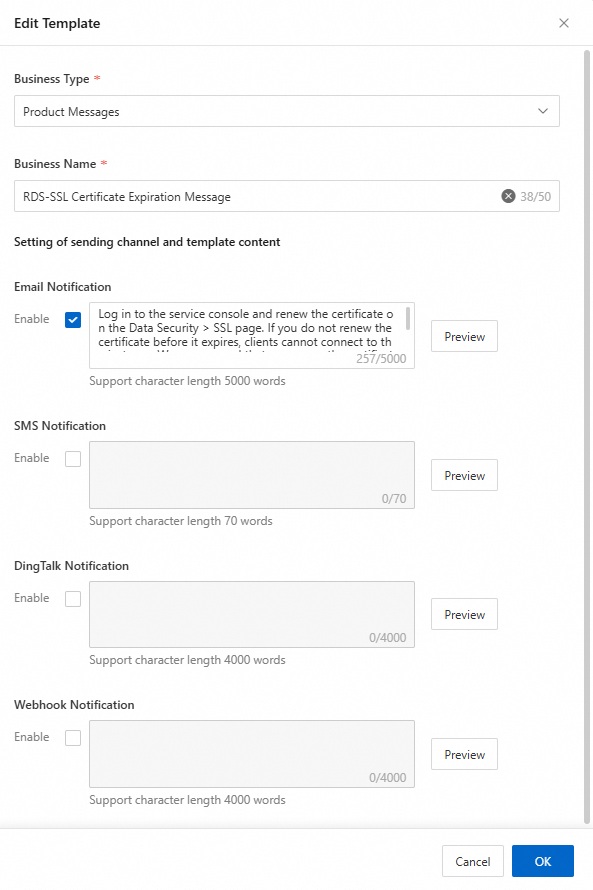 Edit Template
Business Type *
Product Messages
Business Name *
RDS-SSL Certificate Expiration Message
38/50
Setting of sending channel and template content
Email Notification
Enable
Log in to the service console and renew the certificate o
n the Data Security > SSL page. If you do not renew the
certificate before it expires, clients cannot connect to th
257/5000
Preview
Support character length 5000 words
SMS Notification
Enable
0/70
Preview
Support character length 70 words
DingTalk Notification
Enable
0/4000
Preview
Support character length 4000 words
Webhook Notification
Enable
0/4000
Preview
Support character length 4000 words
Cancel
OK